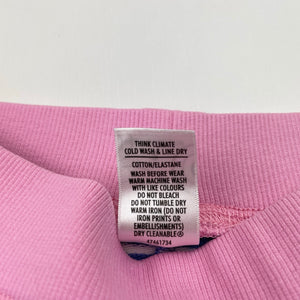 THINK CLIMATE
COLD WASH & LINE DRY
COTTON/ELASTANE
WASH BEFORE WEAR
WARM MACHINE WASH
WITH LIKE COLOURS
DO NOT BLEACH
DO NOT TUMBLE DRY
WARM IRON (DO NOT
IRON PRINTS OR
EMBELLISHMENTS)
DRY CLEANABLE Ⓐ
47461734